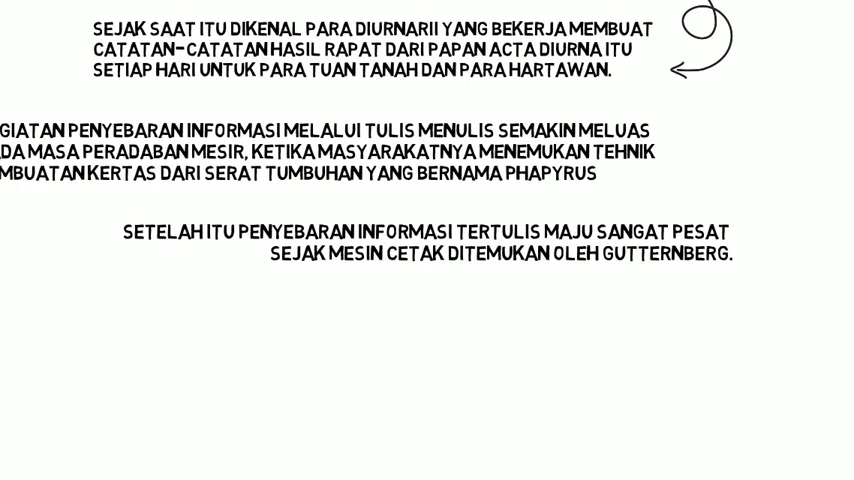 SEJAK SAAT ITU DIKENAL PARA DIURNARII YANG BEKERJA MEMBUAT
CATATAN-CATATAN HASIL RAPAT DARI PAPAN ACTA DIURNA ITU
SETIAP HARI UNTUK PARA TUAN TANAH DAN PARA HARTAWAN.
GIATAN PENYEBARAN INFORMASI MELALUI TULIS MENULIS SEMAKIN MELUAS
DA MASA PERADABAN MESIR, KETIKA MASYARAKATNYA MENEMUKAN TEHNIK
MBUATAN KERTAS DARI SERAT TUMBUHAN YANG BERNAMA PHAPYRUS
SETELAH ITU PENYEBARAN INFORMASI TERTULIS MAJU SANGAT PESAT
SEJAK MESIN CETAK DITEMUKAN OLEH GUTTERNBERG.